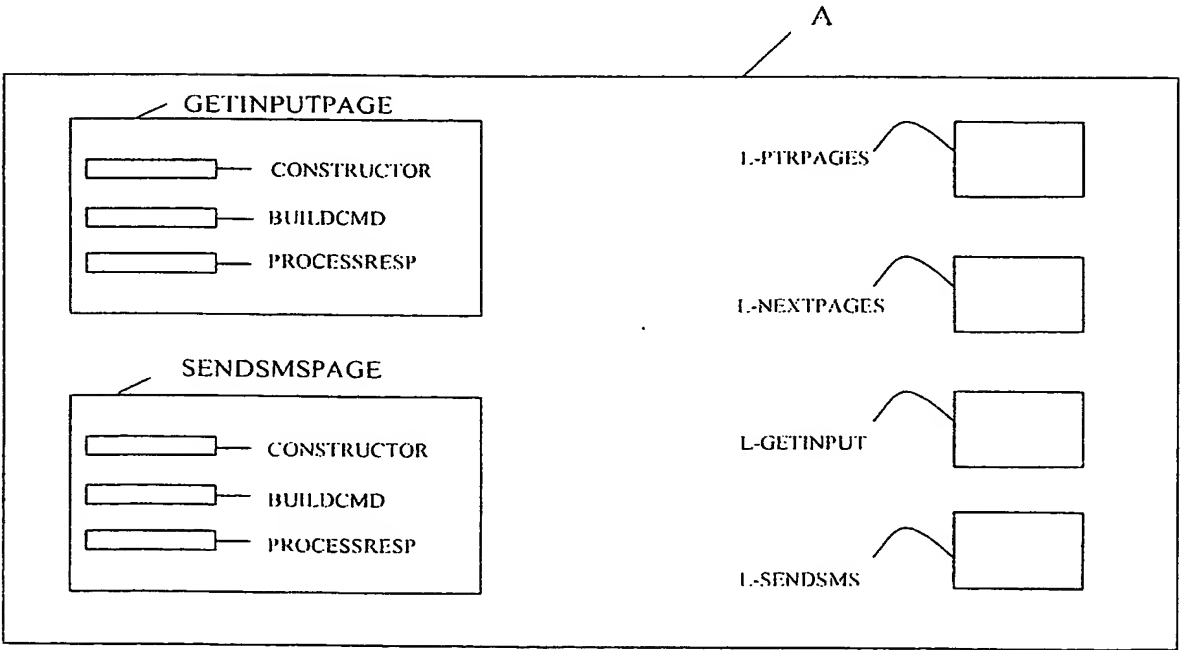 A
GETINPUTPAGE
CONSTRUCTOR
BUILDCMD
PROCESSRESP
SENDSMSPAGE
CONSTRUCTOR
BUILDCMD
PROCESSRESP
L-PTRPAGES
L-NEXTPAGES
L-GETINPUT
L-SENDSMS